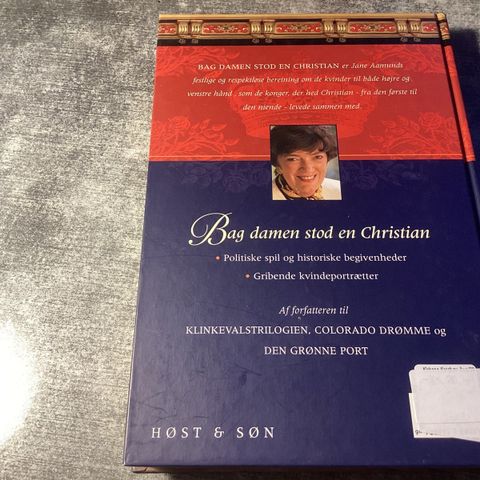 BAG DAMEN STOD EN CHRISTIAN er Jane Aamunds
festlige og respektløse beretning om de kvinder til både højre og
venstre hånd, som de konger, der hed Christian - fra den første til
den niende - levede sammen med.
Bag damen stod en Christian
• Politiske spil og historiske begivenheder
• Gribende kvindeportrætter
Af forfatteren til
KLINKEVALSTRILOGIEN, COLORADO DRØMME og
DEN GRØNNE PORT
HØST & SØN